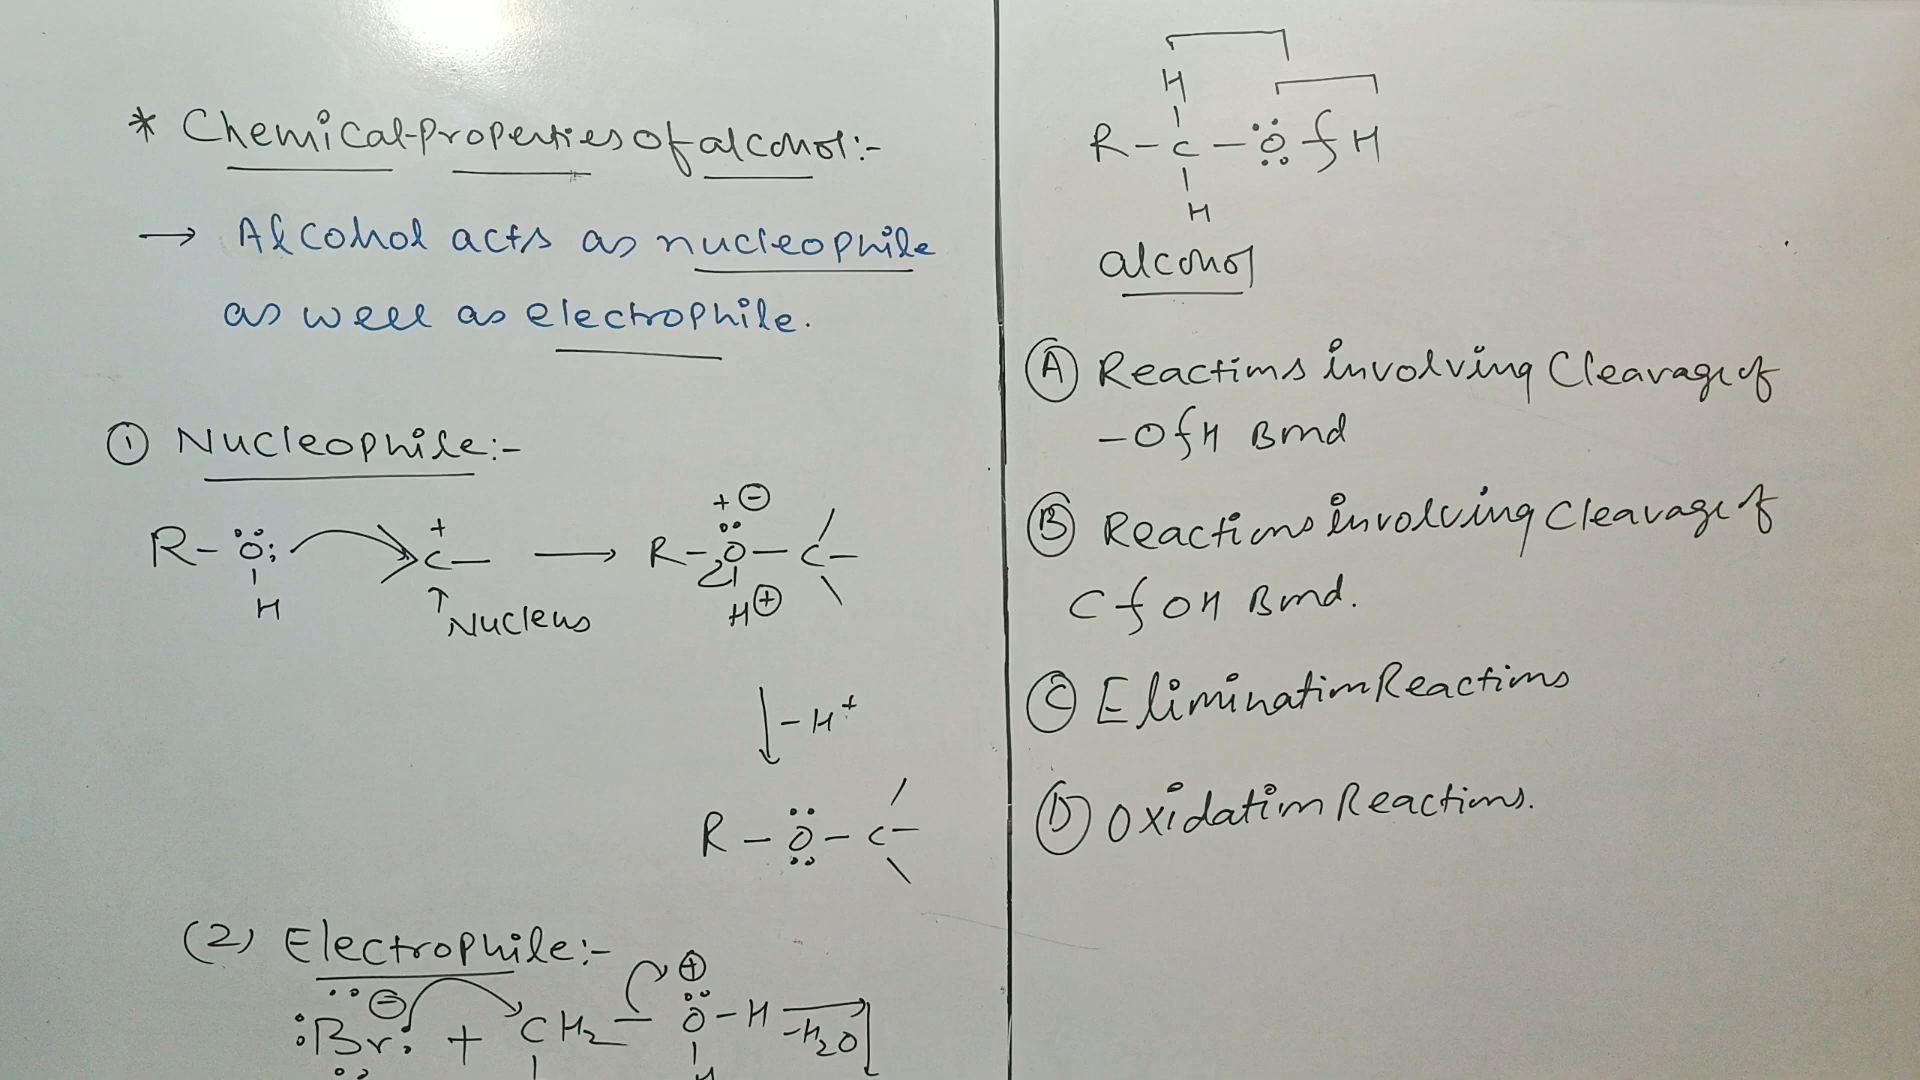 * Chemical properties of alcohol:-
→ Alcohol acts as nucleophile
as well as electrophile.
① Nucleophile:-
R-Ö: → C⁺- → R-O-C-
H
↑ Nucleus
+ ⊖
H⊕
↓ -H⁺
R-Ö-C-
(2) Electrophile:-
:Br:⊖ + CH₂-Ö⊕-H -H₂O
H
H
R-C-Ö-H
H
alcohol
Ⓐ Reactions involving Cleavage of
-O∫H Bond
Ⓑ Reactions involving Cleavage of
C∫OH Bond.
Ⓒ Elimination Reactions
Ⓓ Oxidation Reactions.